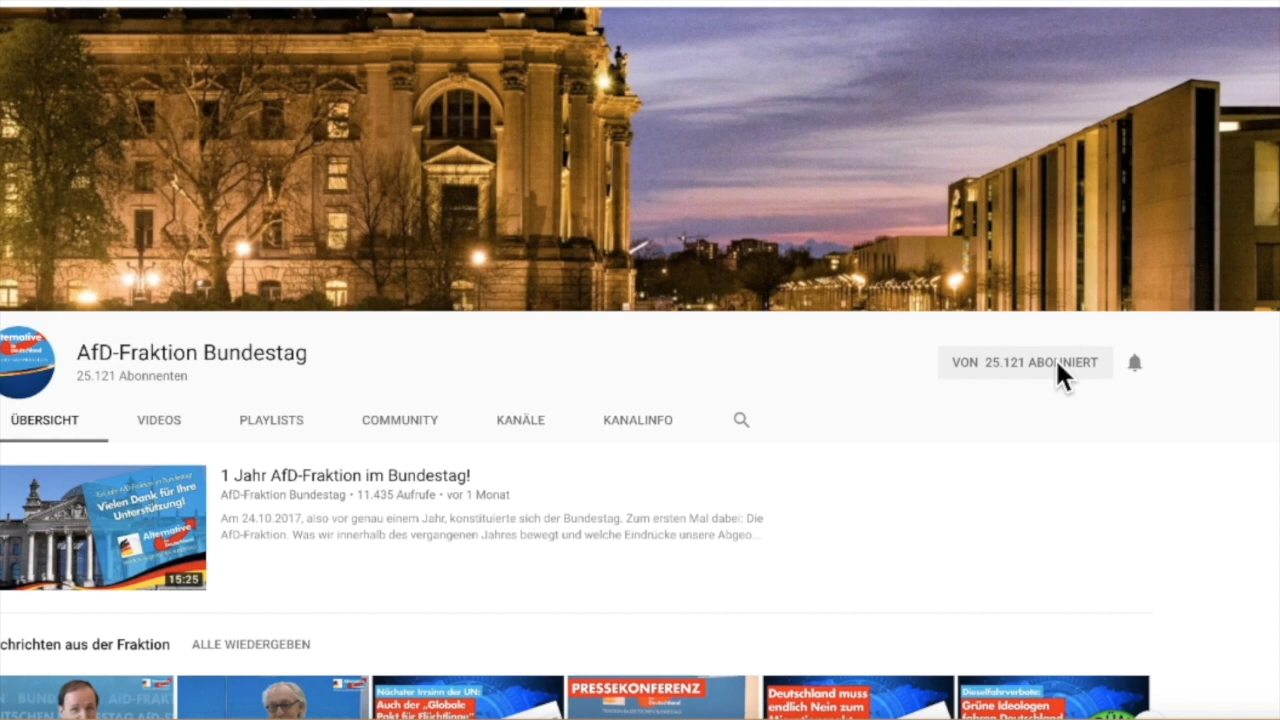 AfD-Fraktion Bundestag
25.121 Abonnenten
VON 25.121 ABONNIERT
ÜBERSICHT VIDEOS PLAYLISTS COMMUNITY KANÄLE KANALINFO
1 Jahr AfD-Fraktion im Bundestag!
AfD-Fraktion Bundestag • 11.435 Aufrufe • vor 1 Monat
Am 24.10.2017, also vor genau einem Jahr, konstituierte sich der Bundestag. Zum ersten Mal dabei: Die
AfD-Fraktion. Was wir innerhalb des vergangenen Jahres bewegt und welche Eindrücke unsere Abgeo...
Vielen Dank für Ihre
Unterstützung!
Alternative
15:25
chrichten aus der Fraktion ALLE WIEDERGEBEN
Nächster Irrsinn der UN:
Auch der „Globale
Pakt für Flüchtlinge"
PRESSEKONFERENZ
Deutschland muss
endlich Nein zum
Dieselfahrverbote:
Grüne Ideologen
fahren Deutschland